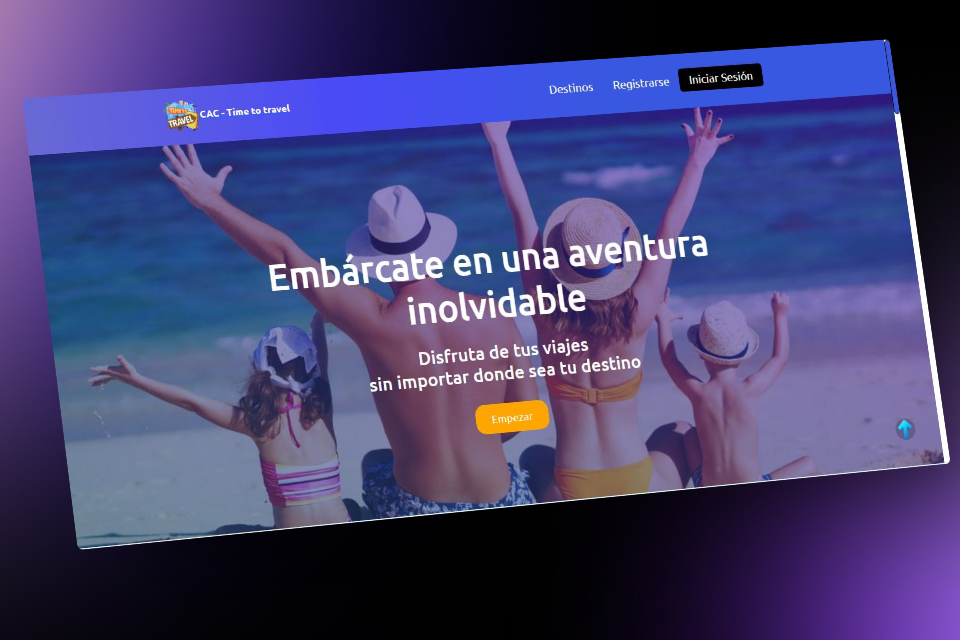 TIME TO
TRAVEL
CAC - Time to travel
Destinos
Registrarse
Iniciar Sesión
Embárcate en una aventura
inolvidable
Disfruta de tus viajes
sin importar donde sea tu destino
Empezar